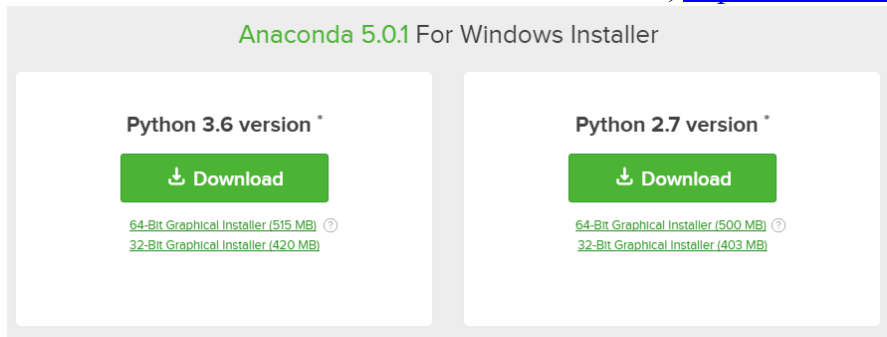 Anaconda 5.0.1 For Windows Installer
Python 3.6 version *
Download
64-Bit Graphical Installer (515 MB) ?
32-Bit Graphical Installer (420 MB)
Python 2.7 version *
Download
64-Bit Graphical Installer (500 MB) ?
32-Bit Graphical Installer (403 MB)